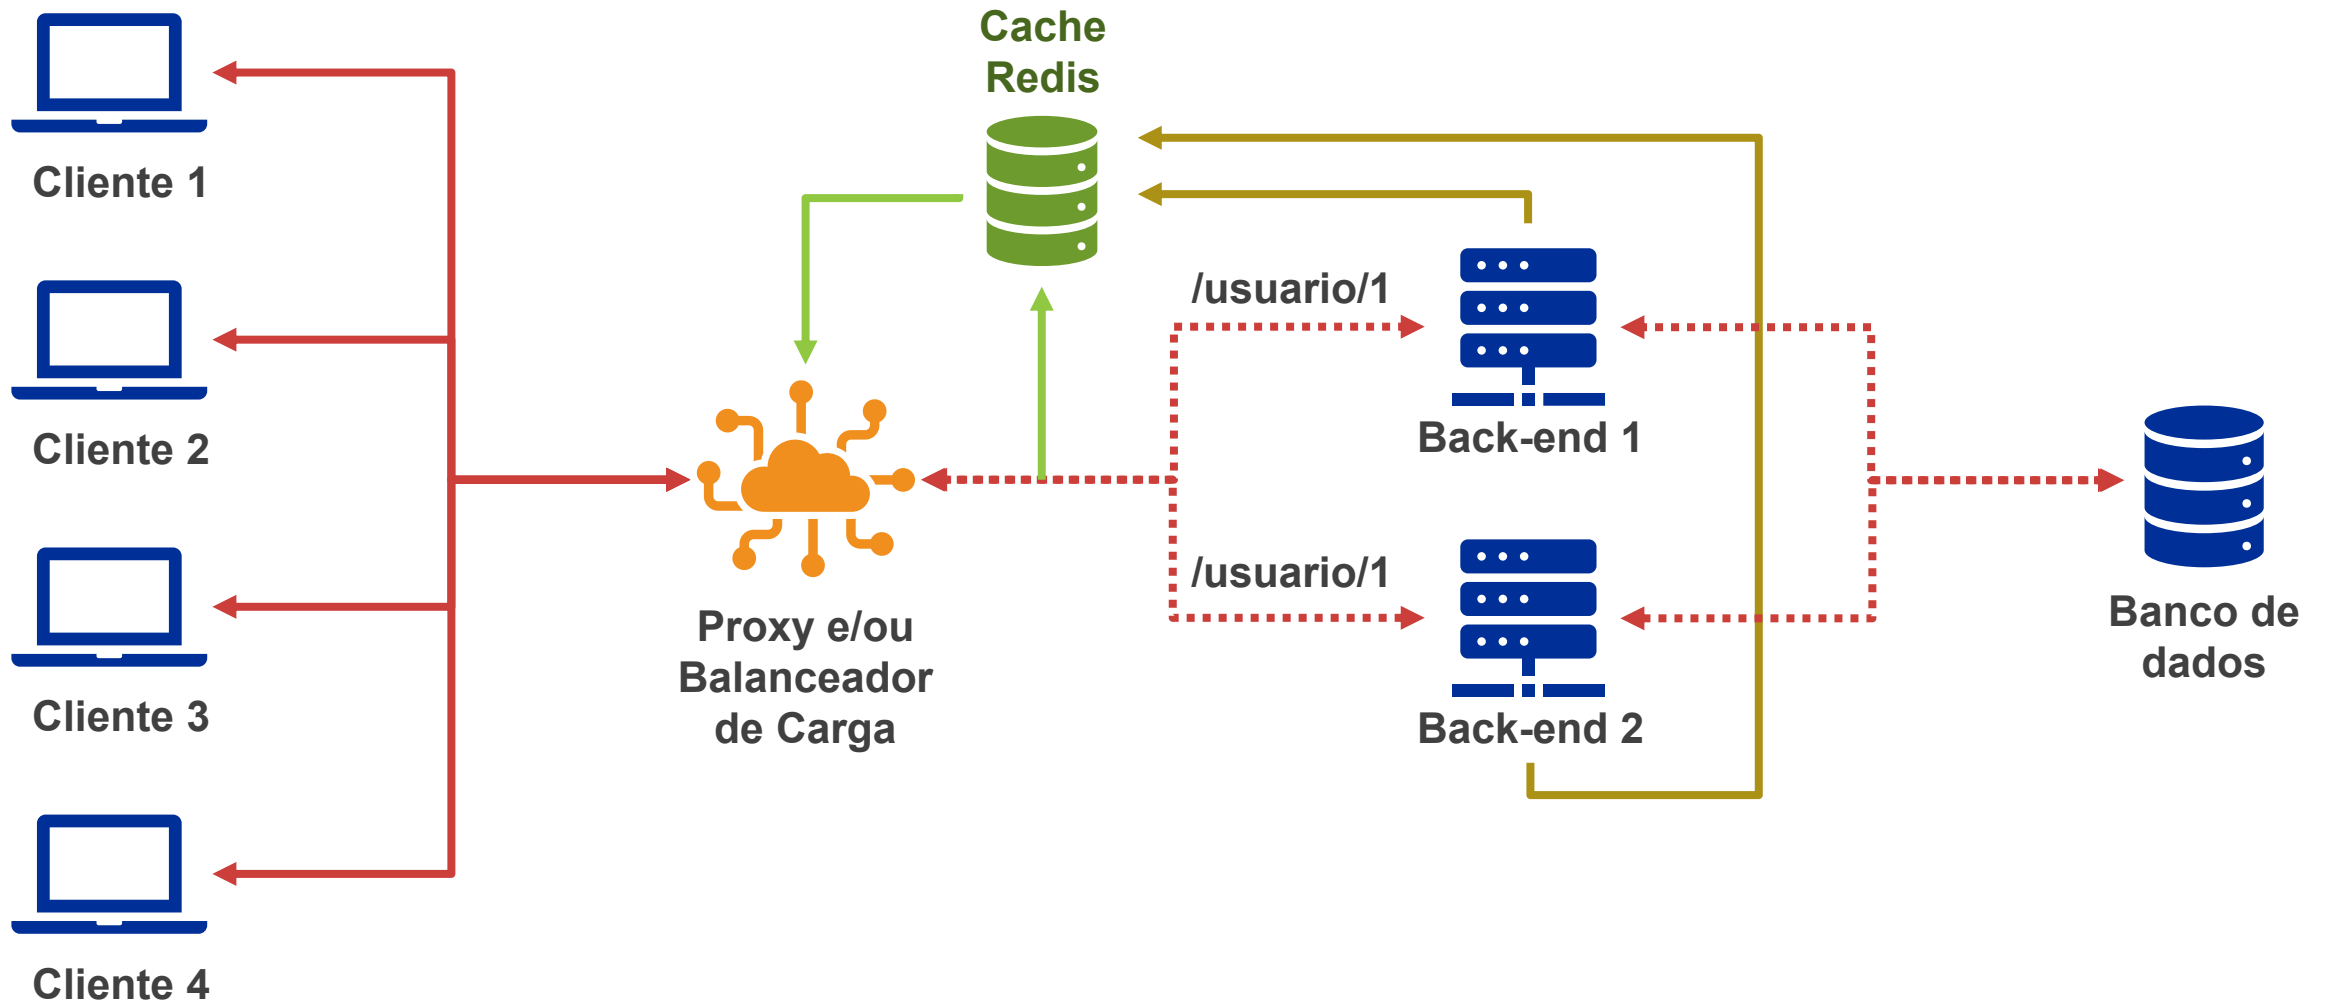 Cache
Redis
Cliente 1
/usuario/1
Back-end 1
Cliente 2
/usuario/1
Proxy e/ou
Balanceador
de Carga
Back-end 2
Banco de
dados
Cliente 3
Cliente 4